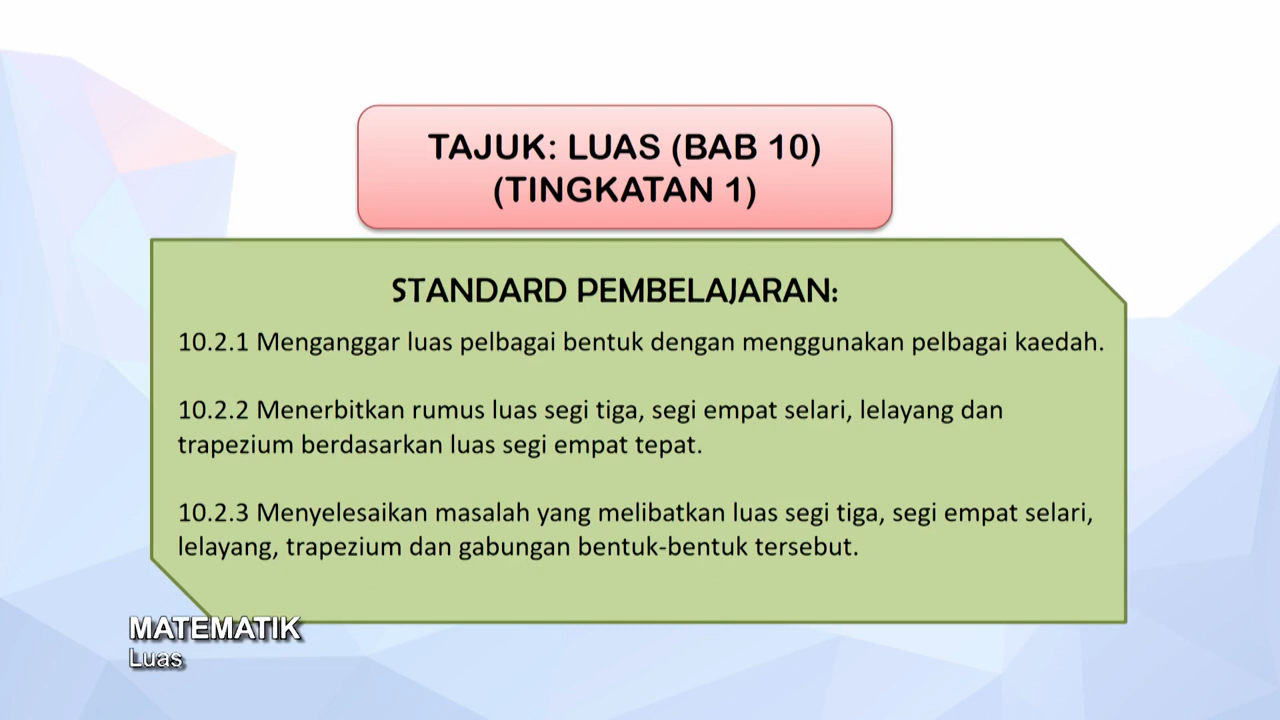 TAJUK: LUAS (BAB 10)
(TINGKATAN 1)
STANDARD PEMBELAJARAN:
10.2.1 Menganggar luas pelbagai bentuk dengan menggunakan pelbagai kaedah.
10.2.2 Menerbitkan rumus luas segi tiga, segi empat selari, lelayang dan
trapezium berdasarkan luas segi empat tepat.
10.2.3 Menyelesaikan masalah yang melibatkan luas segi tiga, segi empat selari,
lelayang, trapezium dan gabungan bentuk-bentuk tersebut.
MATEMATIK
Luas